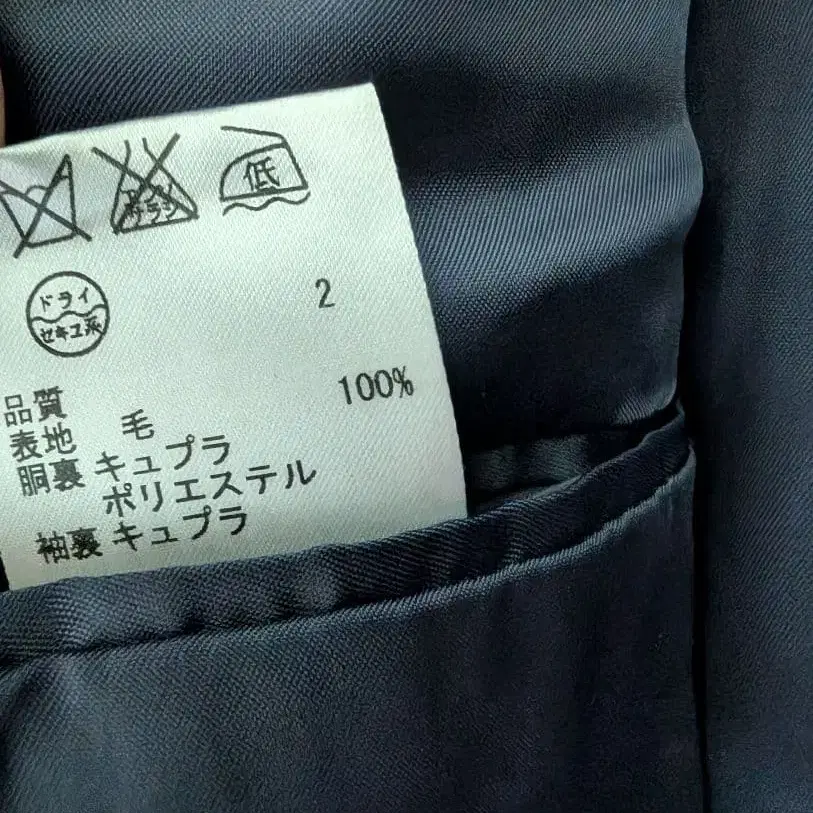 低
ドライ
セキユ系
2
品質
100%
表地 毛
胴裏 キュプラ
ポリエステル
袖裏 キュプラ